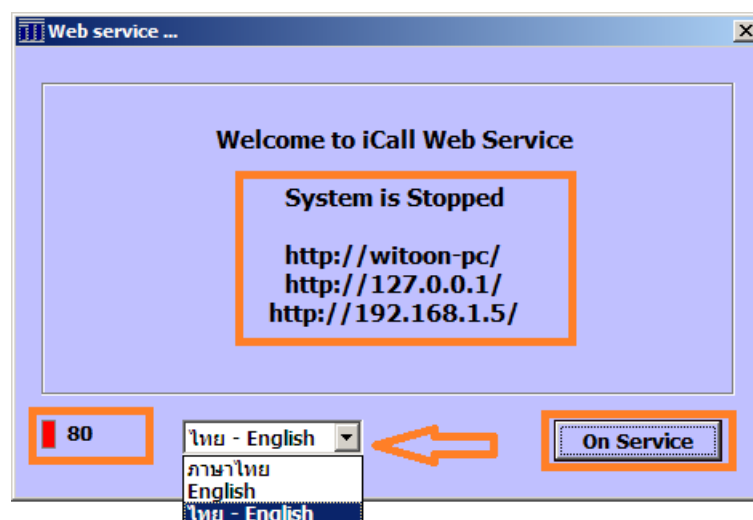 Web service ...
Welcome to iCall Web Service
System is Stopped
http://witoon-pc/
http://127.0.0.1/
http://192.168.1.5/
80
ไทย - English
On Service
ภาษาไทย
English
ไทย - English